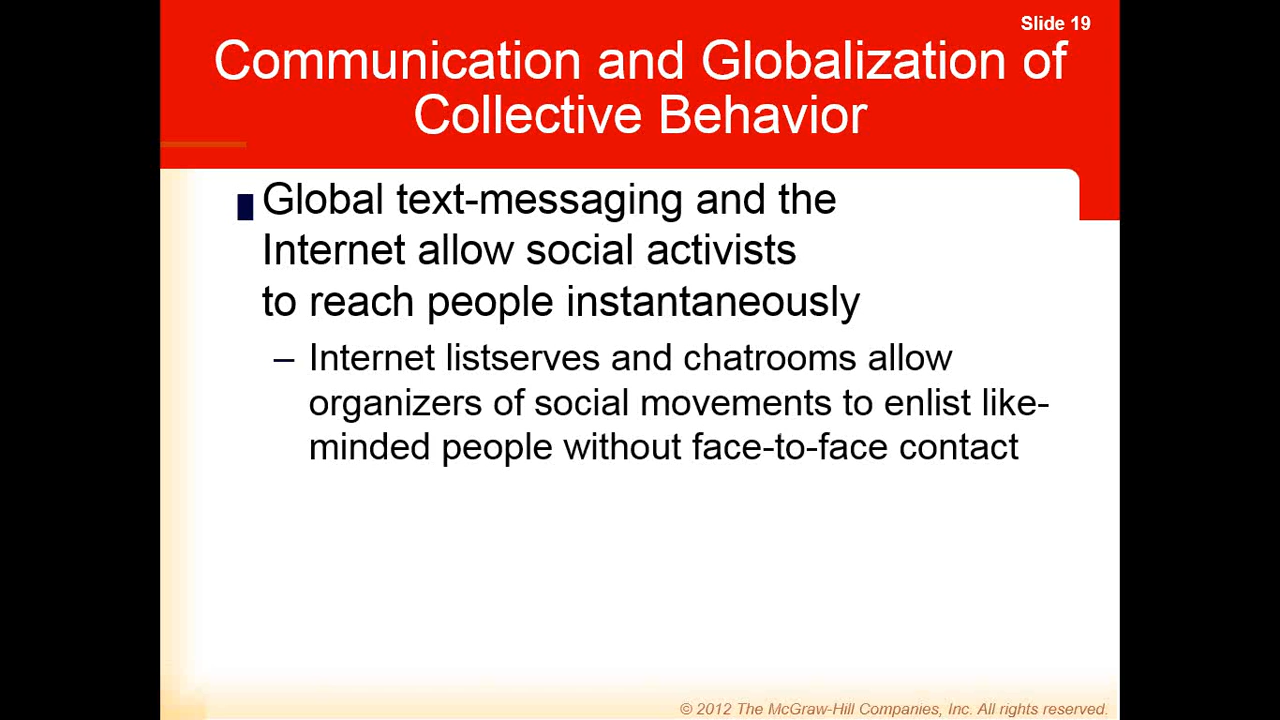 Slide 19
Communication and Globalization of
Collective Behavior
Global text-messaging and the
Internet allow social activists
to reach people instantaneously
– Internet listserves and chatrooms allow
organizers of social movements to enlist like-
minded people without face-to-face contact
© 2012 The McGraw-Hill Companies, Inc. All rights reserved.